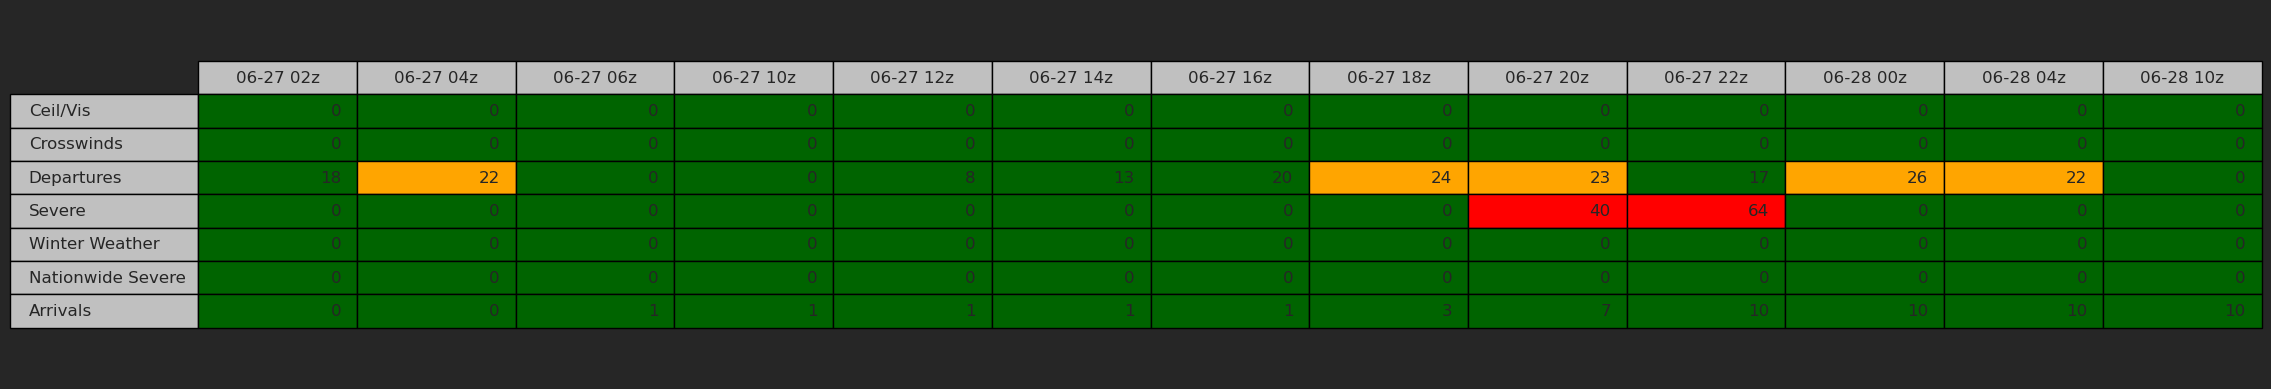 06-27 02z 06-27 04z 06-27 06z 06-27 10z 06-27 12z 06-27 14z 06-27 16z 06-27 18z 06-27 20z 06-27 22z 06-28 00z 06-28 04z 06-28 10z
Ceil/Vis 0 0 0 0 0 0 0 0 0 0 0 0 0
Crosswinds 0 0 0 0 0 0 0 0 0 0 0 0 0
Departures 18 22 0 0 8 13 20 24 23 17 26 22 0
Severe 0 0 0 0 0 0 0 0 40 64 0 0 0
Winter Weather 0 0 0 0 0 0 0 0 0 0 0 0 0
Nationwide Severe 0 0 0 0 0 0 0 0 0 0 0 0 0
Arrivals 0 0 1 1 1 1 1 3 7 10 10 10 10